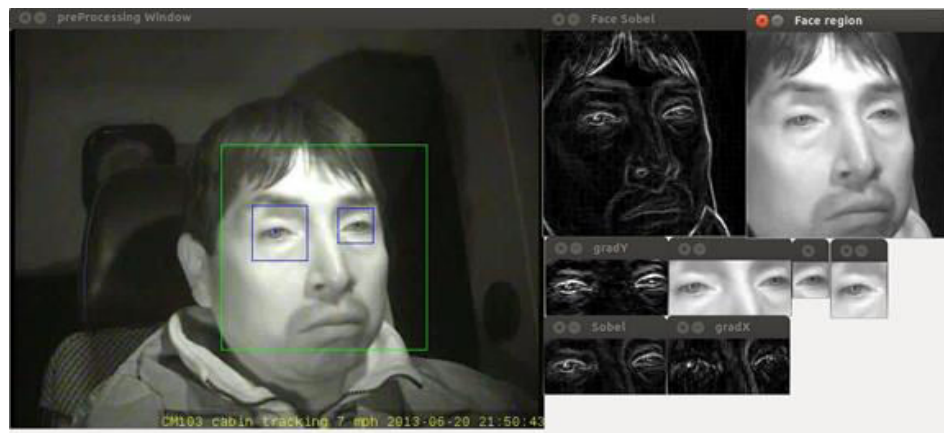 preProcessing Window
Face Sobel
Face region
gradY
Sobel
gradX
CM103 cabin tracking 7 mph 2013-06-20 21:50:43